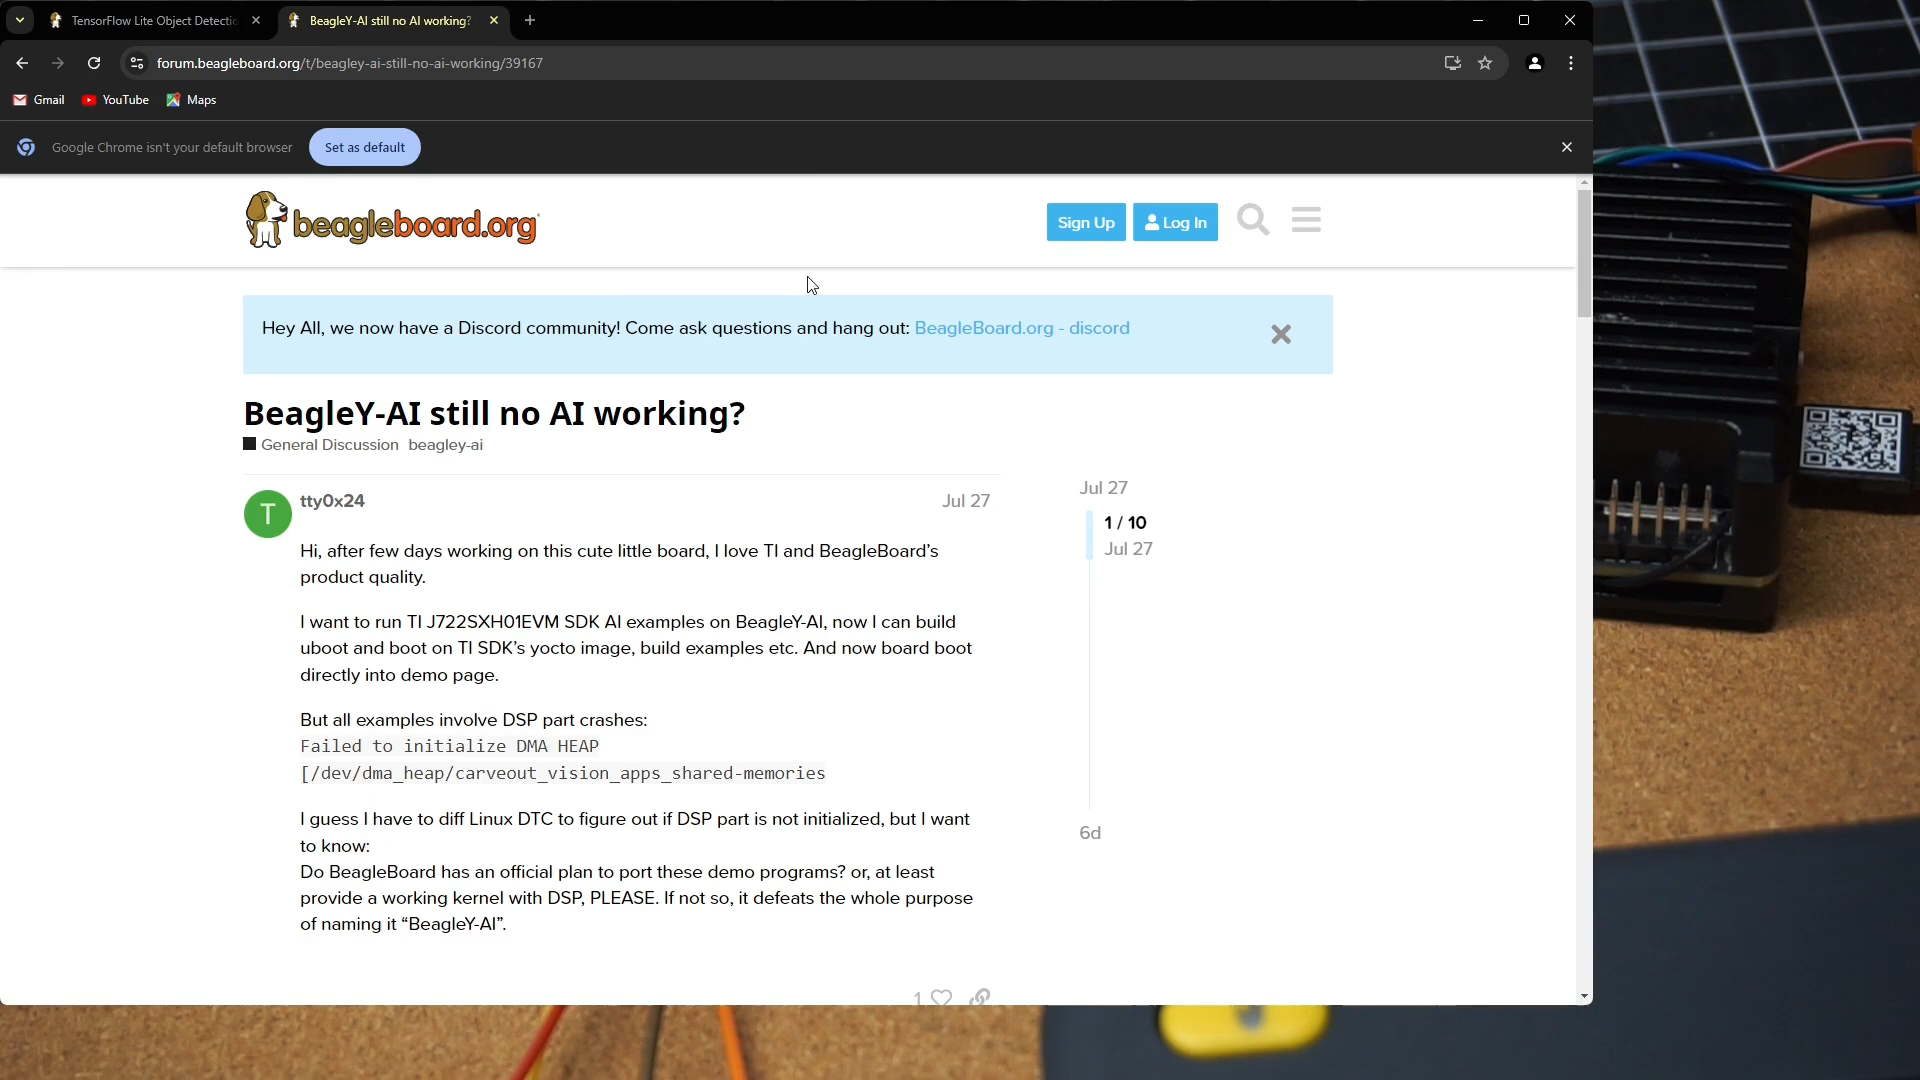 TensorFlow Lite Object Detectio
BeagleY-AI still no AI working?
forum.beagleboard.org/t/beagley-ai-still-no-ai-working/39167
Gmail
YouTube
Maps
Google Chrome isn't your default browser
Set as default
beagleboard.org
Sign Up
Log In
Hey All, we now have a Discord community! Come ask questions and hang out: BeagleBoard.org - discord
BeagleY-AI still no AI working?
General Discussion beagley-ai
T
tty0x24
Jul 27
Jul 27
1 / 10
Jul 27
6d
Hi, after few days working on this cute little board, I love TI and BeagleBoard’s
product quality.
I want to run TI J722SXH01EVM SDK AI examples on BeagleY-AI, now I can build
uboot and boot on TI SDK’s yocto image, build examples etc. And now board boot
directly into demo page.
But all examples involve DSP part crashes:
Failed to initialize DMA HEAP
[/dev/dma_heap/carveout_vision_apps_shared-memories
I guess I have to diff Linux DTC to figure out if DSP part is not initialized, but I want
to know:
Do BeagleBoard has an official plan to port these demo programs? or, at least
provide a working kernel with DSP, PLEASE. If not so, it defeats the whole purpose
of naming it “BeagleY-AI”.
1